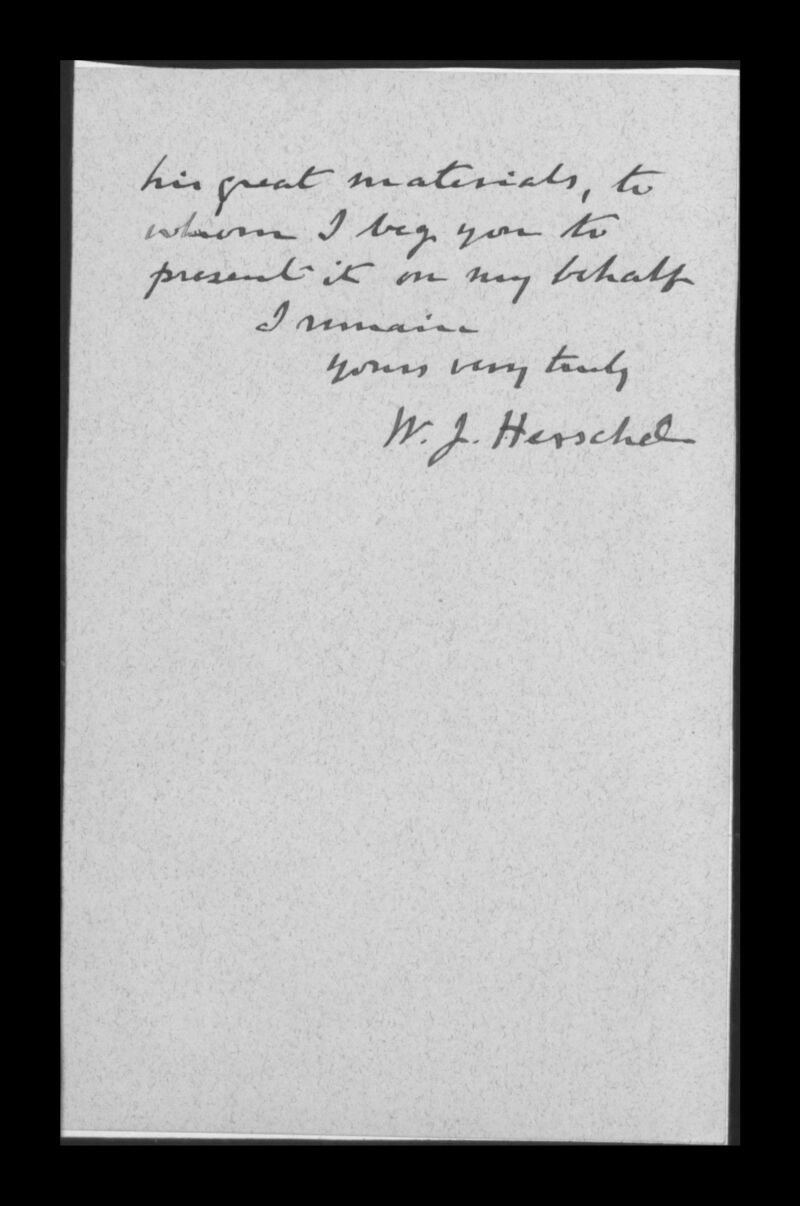 his great materials, to
whom I beg you to
present it on my behalf
I remain
yours very truly
W. J. Herschel